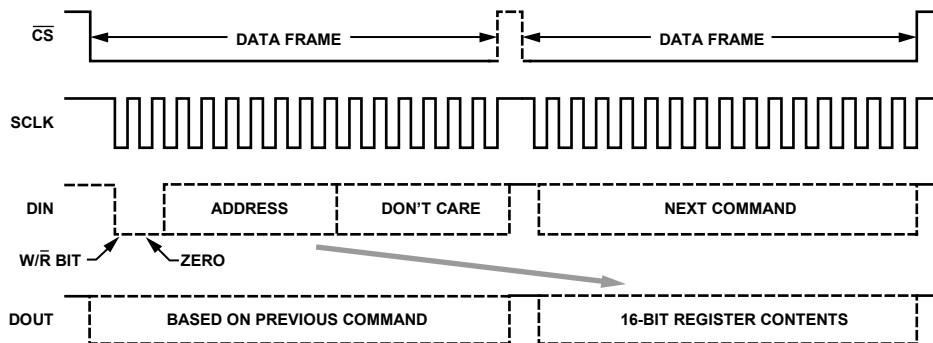 CS
DATA FRAME DATA FRAME
SCLK
DIN ADDRESS DON'T CARE NEXT COMMAND
W/R̄ BIT ZERO
DOUT BASED ON PREVIOUS COMMAND 16-BIT REGISTER CONTENTS